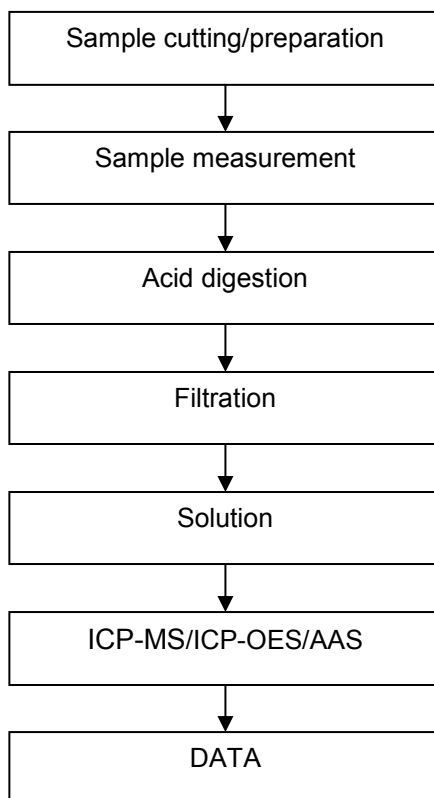 Sample cutting/preparation
Sample measurement
Acid digestion
Filtration
Solution
ICP-MS/ICP-OES/AAS
DATA